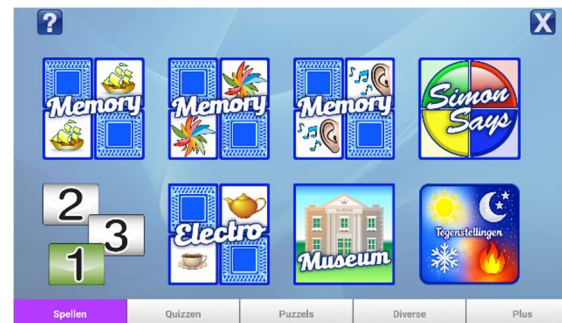 ?
X
Memory
Memory
Memory
Simon
Says
2
3
1
Electro
Museum
Tegenstellingen
Spellen
Quizzen
Puzzels
Diverse
Plus